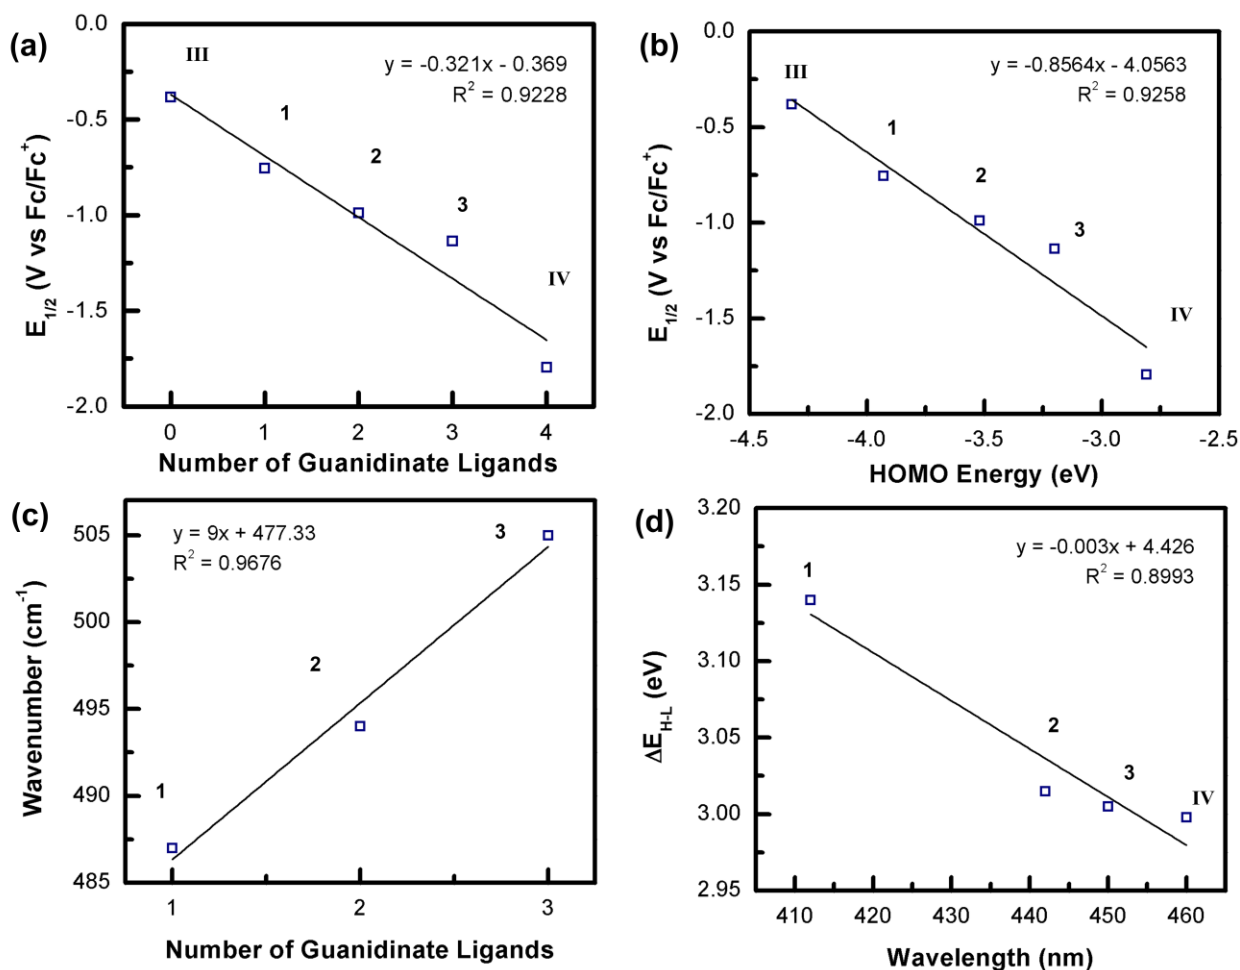 (a)
0.0
-0.5
-1.0
-1.5
-2.0
E1/2 (V vs Fc/Fc+
y = -0.321x - 0.369
R2 = 0.9228
III
1
2
3
IV
0 1 2 3 4
Number of Guanidinate Ligands
(b)
0.0
-0.5
-1.0
-1.5
-2.0
E1/2 (V vs Fc/Fc+
y = -0.8564x - 4.0563
R2 = 0.9258
III
1
2
3
IV
-4.5 -4.0 -3.5 -3.0 -2.5
HOMO Energy (eV)
(c)
505
500
495
490
485
Wavenumber (cm-1)
y = 9x + 477.33
R2 = 0.9676
3
2
1
1 2 3
Number of Guanidinate Ligands
(d)
3.20
3.15
3.10
3.05
3.00
2.95
ΔEH-L (eV)
y = -0.003x + 4.426
R2 = 0.8993
1
2
3
IV
410 420 430 440 450 460
Wavelength (nm)